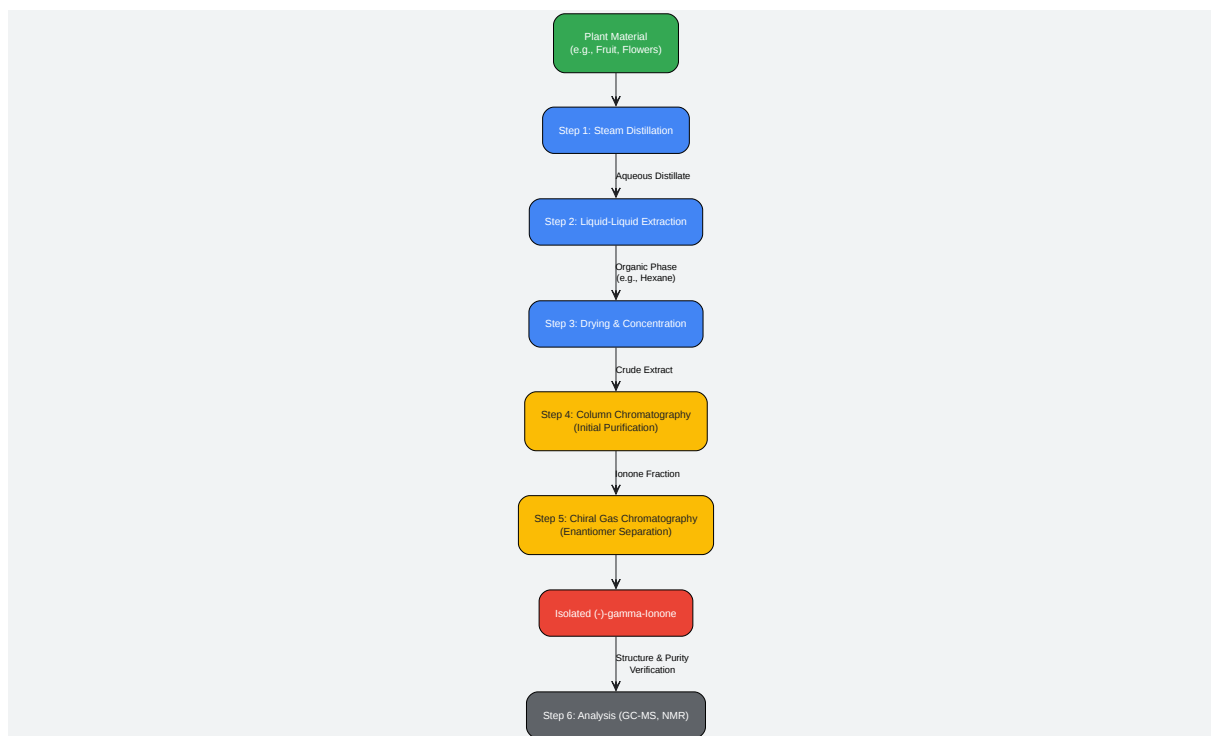 Plant Material
(e.g., Fruit, Flowers)
Step 1: Steam Distillation
Aqueous Distillate
Step 2: Liquid-Liquid Extraction
Organic Phase
(e.g., Hexane)
Step 3: Drying & Concentration
Crude Extract
Step 4: Column Chromatography
(Initial Purification)
Ionone Fraction
Step 5: Chiral Gas Chromatography
(Enantiomer Separation)
Isolated (-)-gamma-Ionone
Structure & Purity
Verification
Step 6: Analysis (GC-MS, NMR)